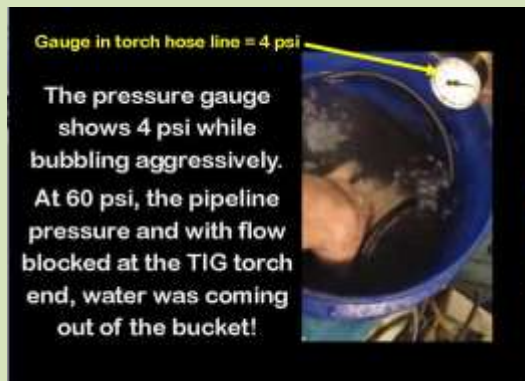 Gauge in torch hose line = 4 psi
The pressure gauge
shows 4 psi while
bubbling aggressively.
At 60 psi, the pipeline
pressure and with flow
blocked at the TIG torch
end, water was coming
out of the bucket!